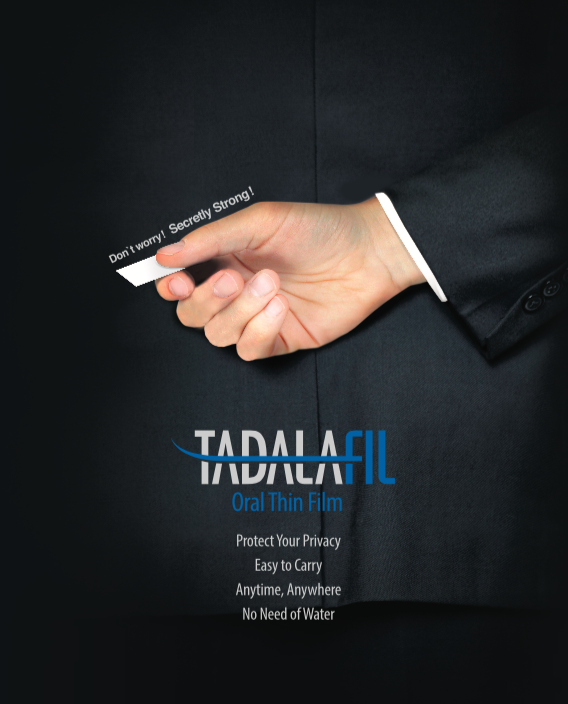 Don't worry! Secretly Strong!
TADALAFIL
Oral Thin Film
Protect Your Privacy
Easy to Carry
Anytime, Anywhere
No Need of Water